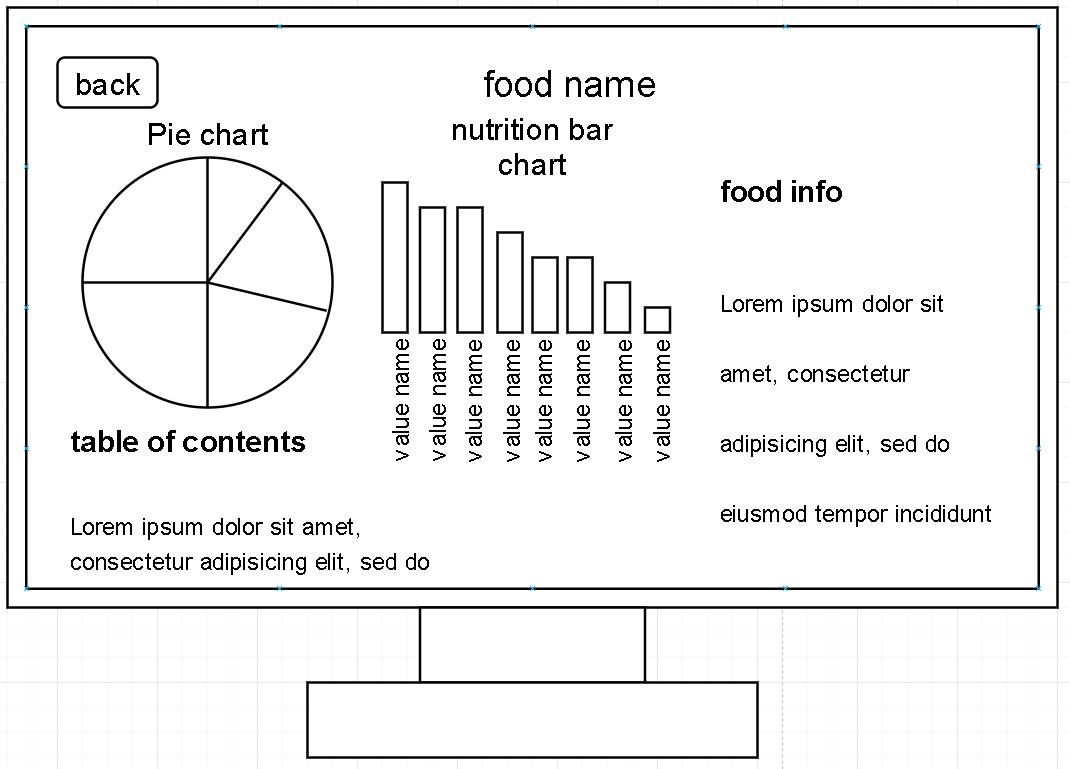 back
food name
Pie chart
nutrition bar
chart
food info
value name
value name
value name
value name
value name
value name
value name
value name
Lorem ipsum dolor sit
amet, consectetur
adipisicing elit, sed do
eiusmod tempor incididunt
table of contents
Lorem ipsum dolor sit amet,
consectetur adipisicing elit, sed do